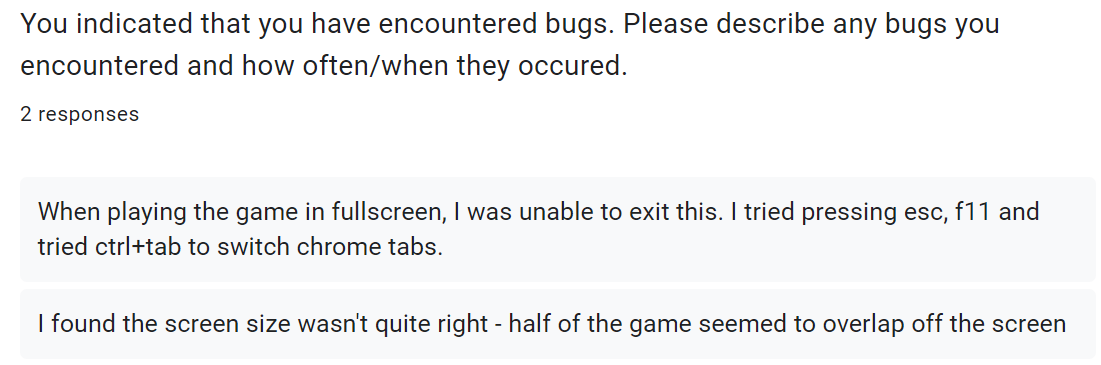 You indicated that you have encountered bugs. Please describe any bugs you
encountered and how often/when they occured.
2 responses
When playing the game in fullscreen, I was unable to exit this. I tried pressing esc, f11 and
tried ctrl+tab to switch chrome tabs.
I found the screen size wasn't quite right - half of the game seemed to overlap off the screen